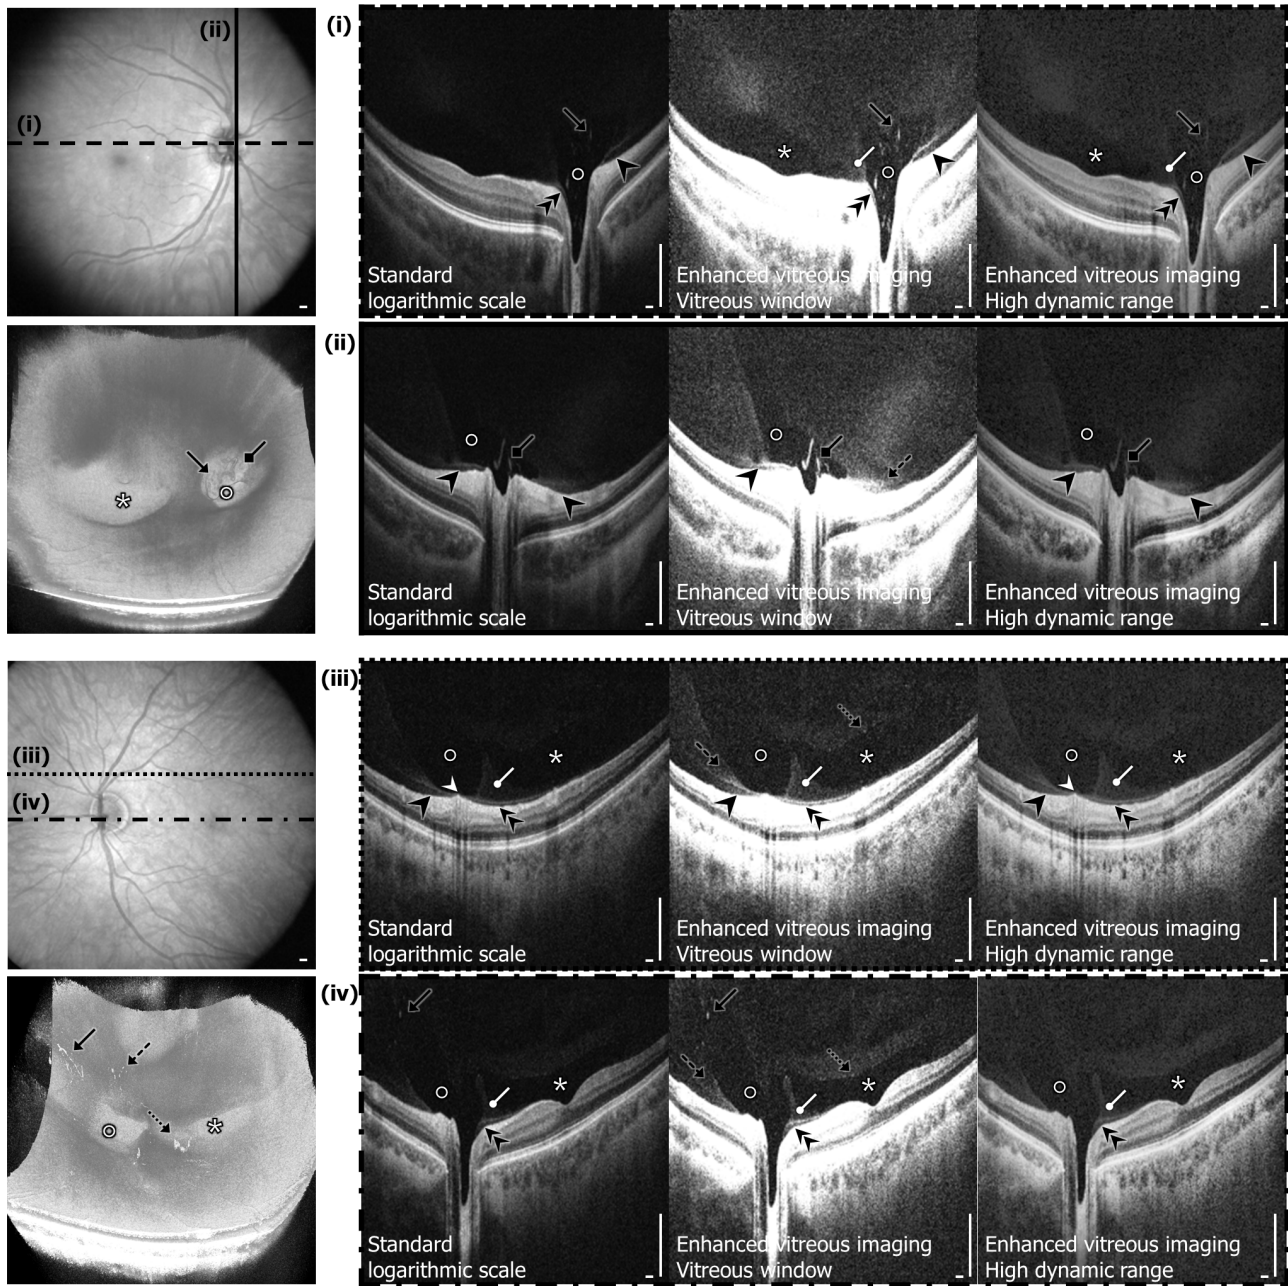 (ii)
(i)
(i)
Standard
logarithmic scale
Enhanced vitreous imaging
Vitreous window
Enhanced vitreous imaging
High dynamic range
(ii)
Standard
logarithmic scale
Enhanced vitreous imaging
Vitreous window
Enhanced vitreous imaging
High dynamic range
(iii)
(iv)
(iii)
Standard
logarithmic scale
Enhanced vitreous imaging
Vitreous window
Enhanced vitreous imaging
High dynamic range
(iv)
Standard
logarithmic scale
Enhanced vitreous imaging
Vitreous window
Enhanced vitreous imaging
High dynamic range